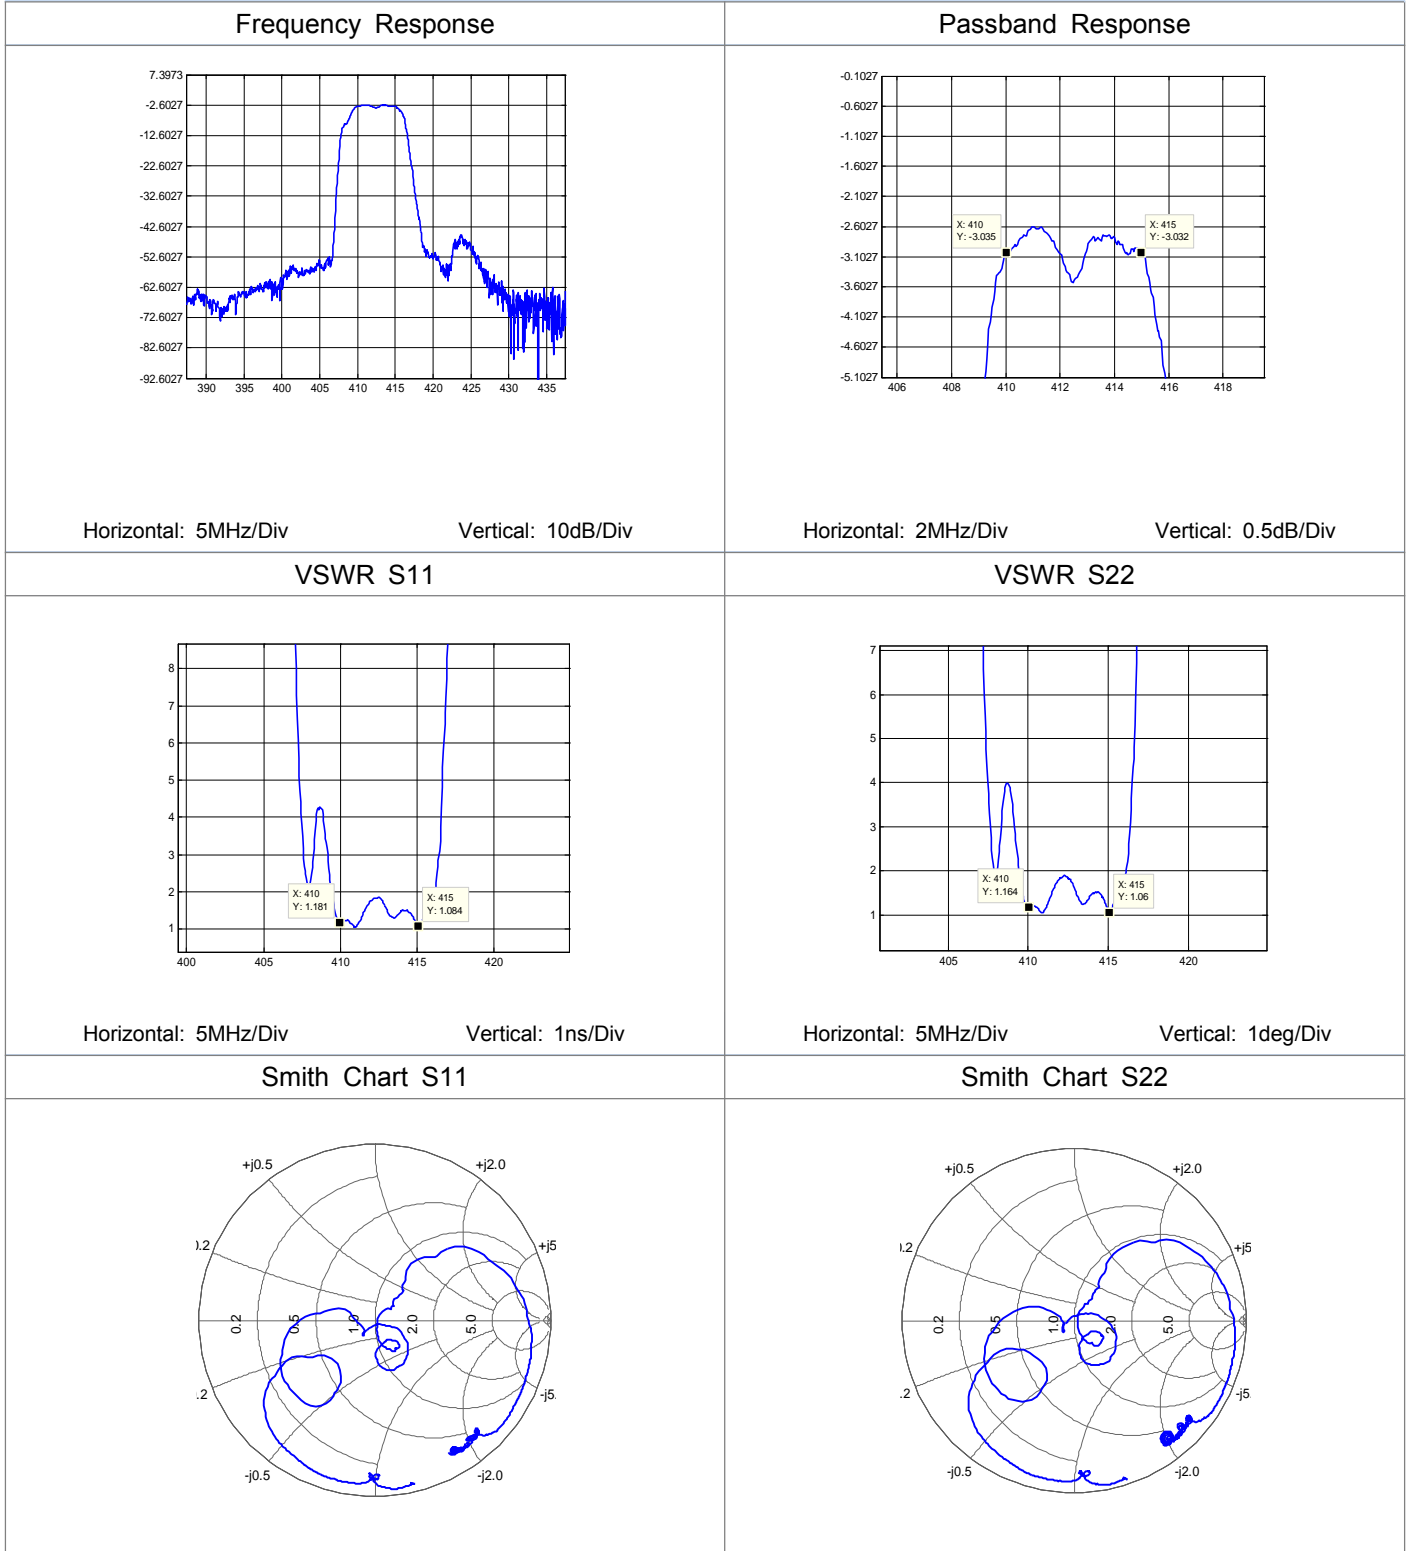 Frequency Response
Passband Response
7.3973
-2.6027
-12.6027
-22.6027
-32.6027
-42.6027
-52.6027
-62.6027
-72.6027
-82.6027
-92.6027
390 395 400 405 410 415 420 425 430 435
-0.1027
-0.6027
-1.1027
-1.6027
-2.1027
-2.6027
-3.1027
-3.6027
-4.1027
-4.6027
-5.1027
X: 410
Y: -3.035
X: 415
Y: -3.032
406 408 410 412 414 416 418
Horizontal: 5MHz/Div Vertical: 10dB/Div
Horizontal: 2MHz/Div Vertical: 0.5dB/Div
VSWR S11
VSWR S22
8
7
6
5
4
3
2
1
X: 410
Y: 1.181
X: 415
Y: 1.084
400 405 410 415 420
7
6
5
4
3
2
1
X: 410
Y: 1.164
X: 415
Y: 1.06
405 410 415 420
Horizontal: 5MHz/Div Vertical: 1ns/Div
Horizontal: 5MHz/Div Vertical: 1deg/Div
Smith Chart S11
Smith Chart S22
+j0.5
+j2.0
).2
+j5
0.2
0.5
1.0
2.0
5.0
.2
-j5.
-j0.5
-j2.0
+j0.5
+j2.0
.2
+j5
0.2
0.5
1.0
2.0
5.0
.2
-j5.
-j0.5
-j2.0